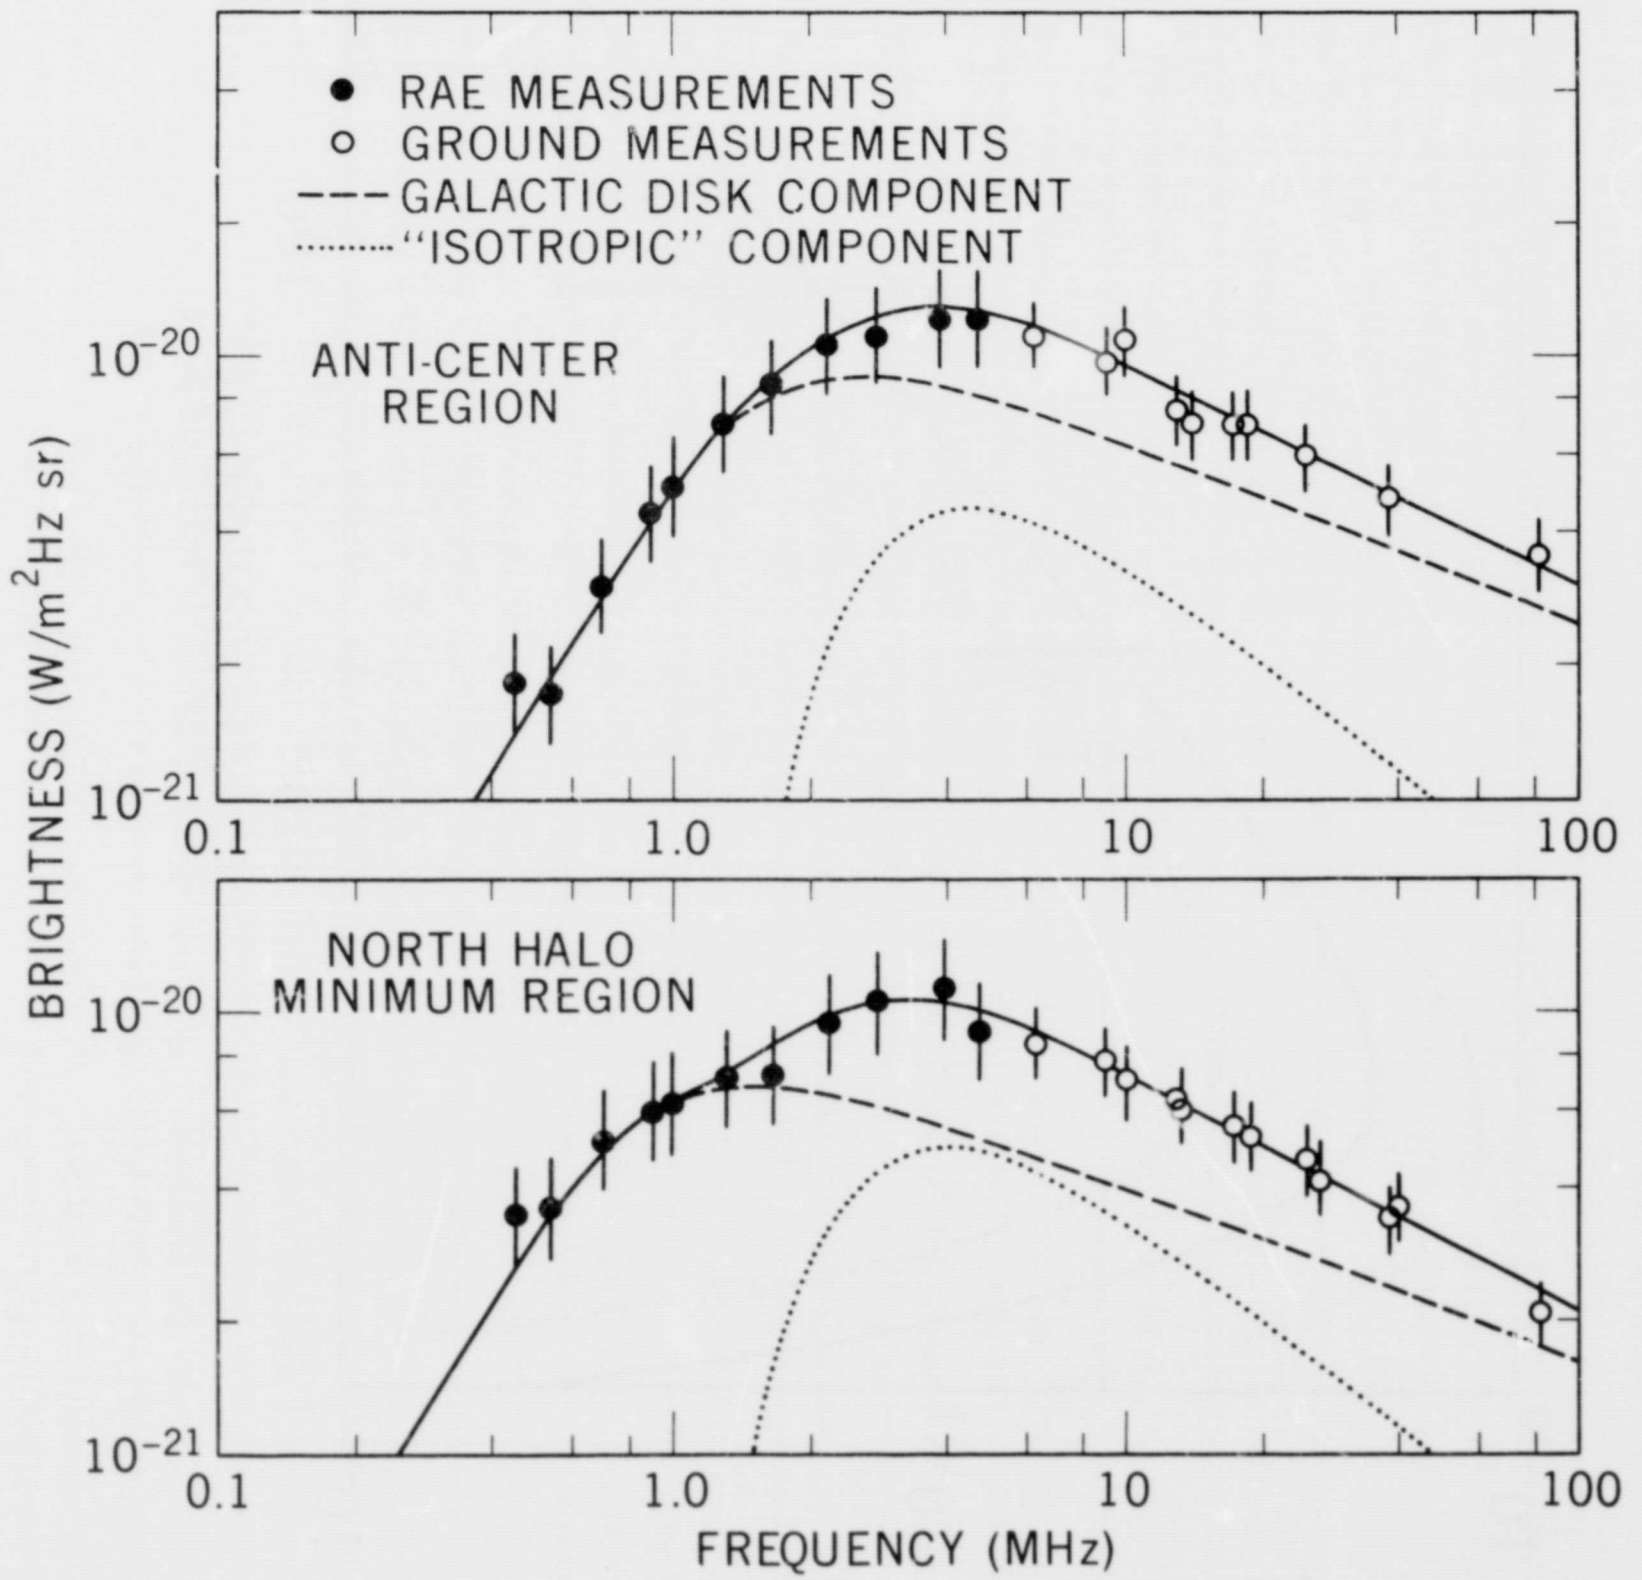 ● RAE MEASUREMENTS
○ GROUND MEASUREMENTS
GALACTIC DISK COMPONENT
“ISOTROPIC” COMPONENT
ANTI-CENTER
REGION
10⁻²⁰
10⁻²¹
0.1 1.0 10 100
BRIGHTNESS (W/m²Hz sr)
NORTH HALO
MINIMUM REGION
10⁻²⁰
10⁻²¹
0.1 1.0 10 100
FREQUENCY (MHz)